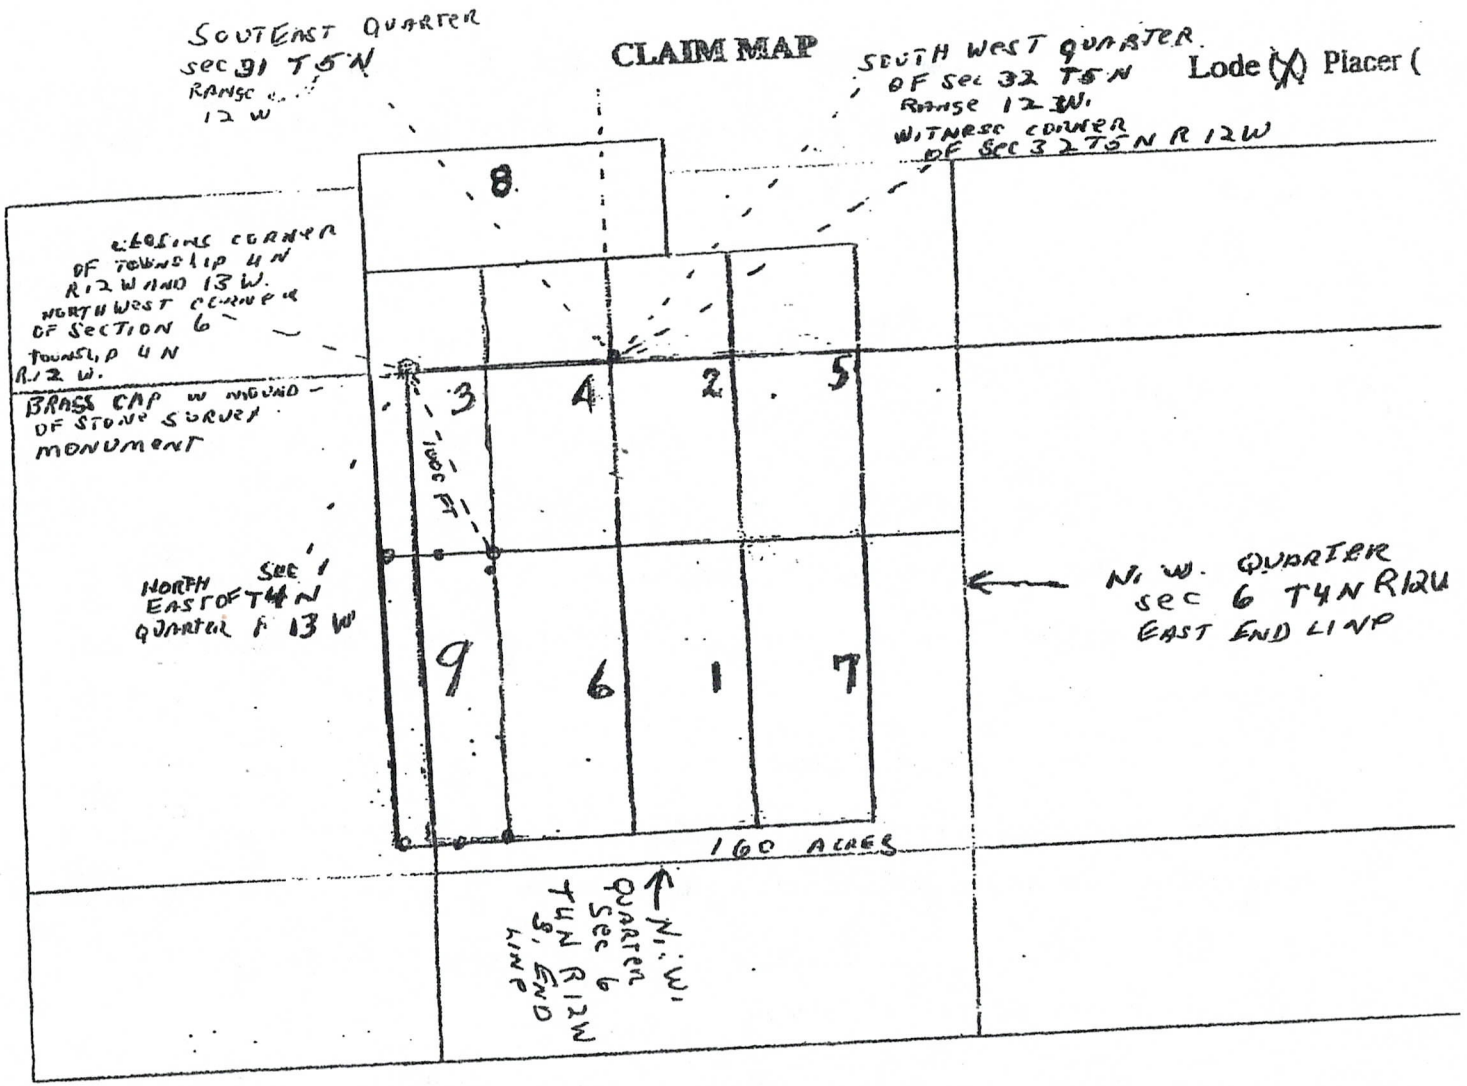 CLAIM MAP
Lode (X) Placer (
SOUTEAST QUARTER
SEC 31 T5N
RANGE
12 W
SOUTH WEST QUARTER
OF SEC 32 T5N
RANGE 12 W.
WITNESS CORNER
OF SEC 32 T5N R 12W
8
CLOSING CORNER
OF TOWNSHIP 4 N
R12 W AND 13 W.
NORTHWEST CORNER
OF SECTION 6
TOWNSLIP 4 N
R.12 W.
BRASS CAP W MOUND
OF STONE SURVEY
MONUMENT
3
4
2
5
1000 FT
SEC 1
NORTH
EAST OF T4N
QUARTER R 13 W
N. W. QUARTER
SEC 6 T4N R12W
EAST END LINE
9
6
1
7
160 ACRES
N. W.
QUARTER
SEC 6
T4N R12W
S. END
LINE